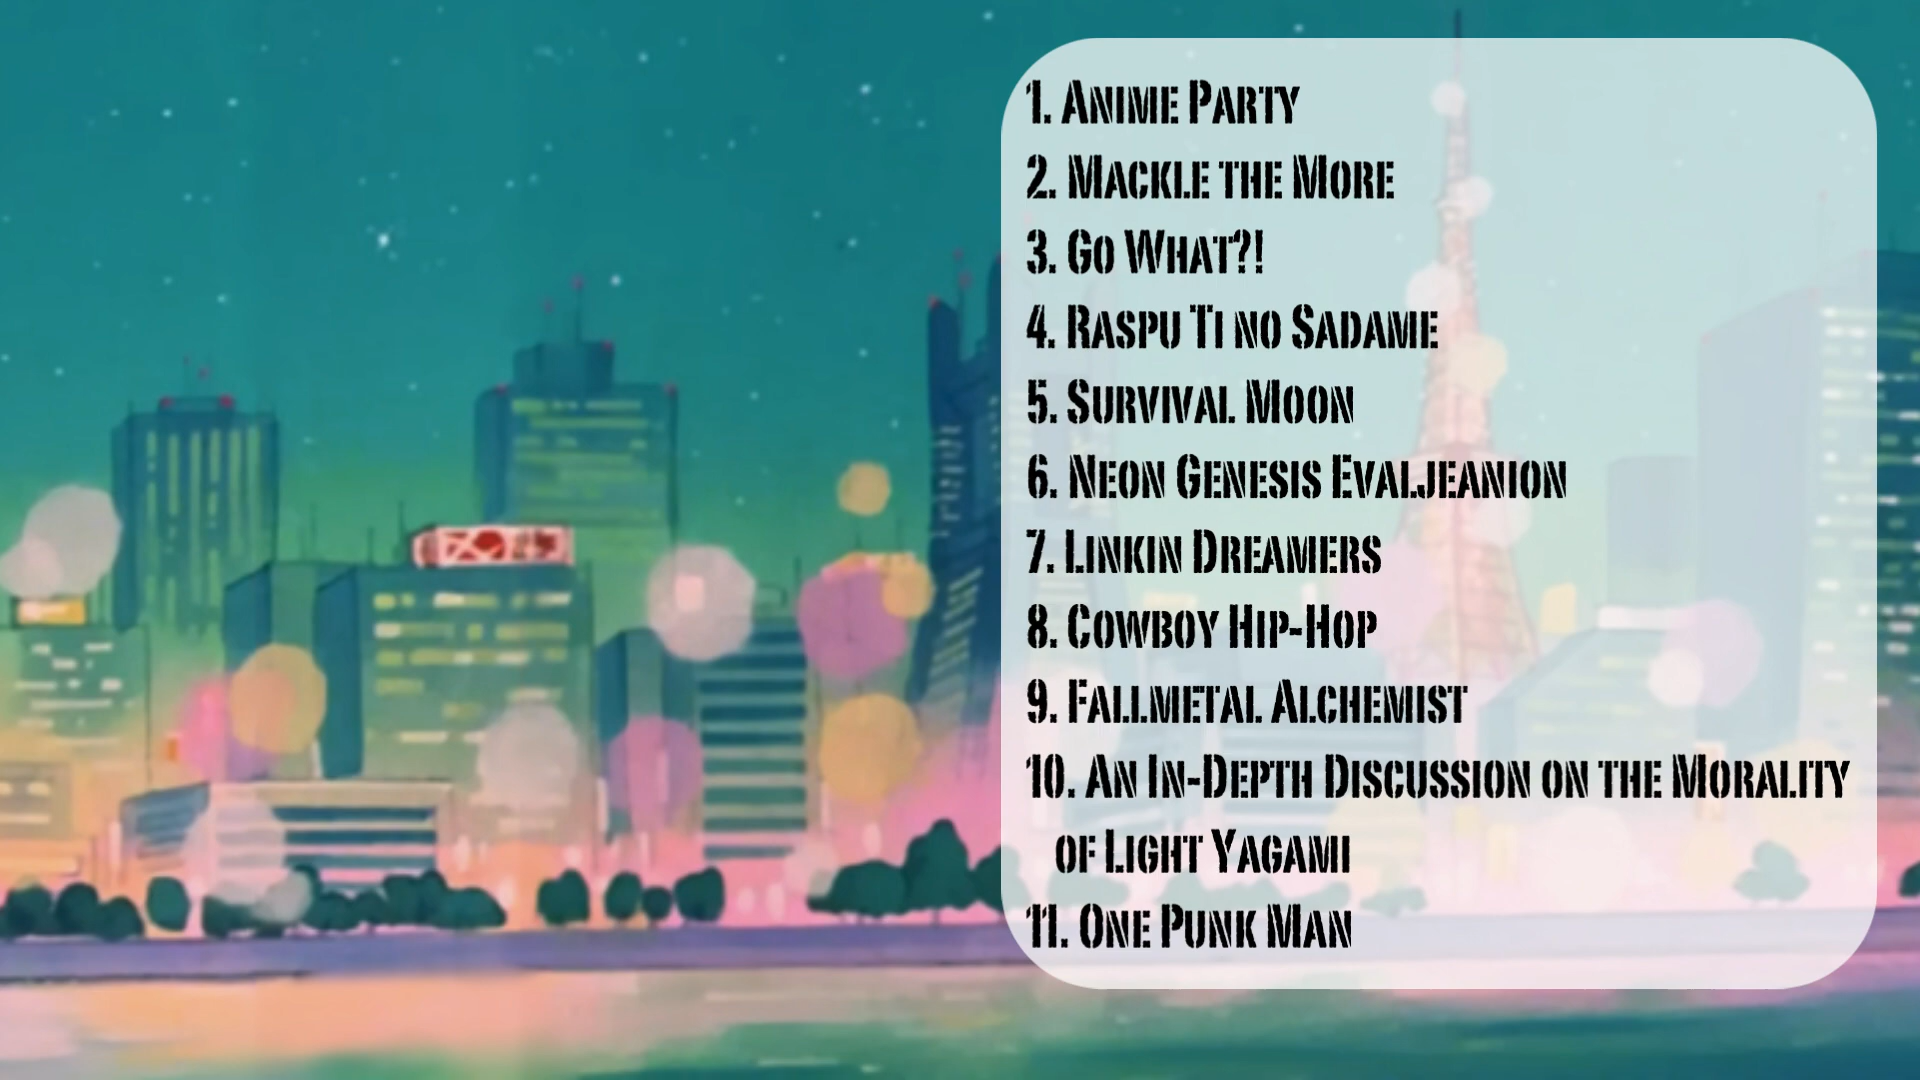 1. Anime Party
2. Mackle the More
3. Go What?!
4. Raspu Ti no Sadame
5. Survival Moon
6. Neon Genesis Evaljeanion
7. Linkin Dreamers
8. Cowboy Hip-Hop
9. Fallmetal Alchemist
10. An In-Depth Discussion on the Morality
of Light Yagami
11. One Punk Man